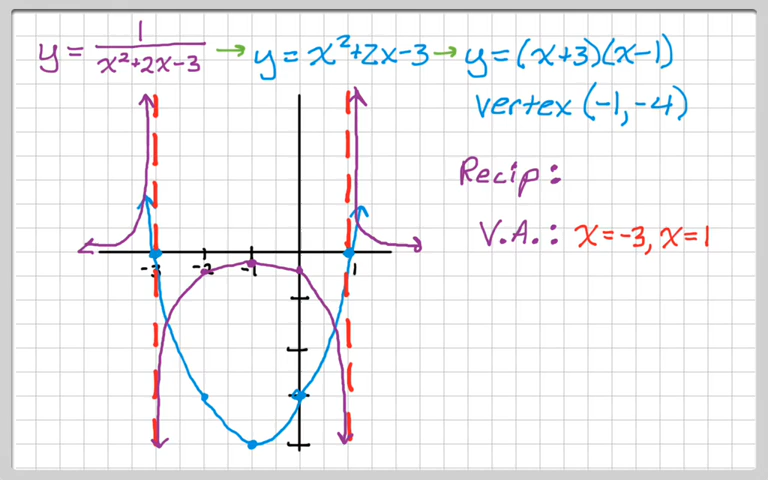 y = 1/(x²+2x-3) → y = x²+2x-3 → y = (x+3)(x-1)
vertex (-1, -4)
Recip:
V.A.: x=-3, x=1
-3 -2 -1 1